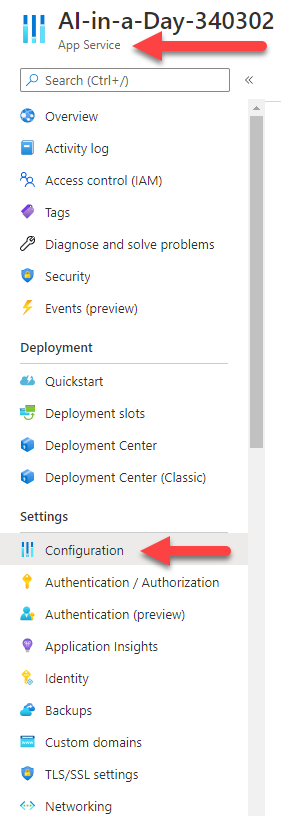 AI-in-a-Day-340302
App Service
Search (Ctrl+/)
«
Overview
Activity log
Access control (IAM)
Tags
Diagnose and solve problems
Security
Events (preview)
Deployment
Quickstart
Deployment slots
Deployment Center
Deployment Center (Classic)
Settings
Configuration
Authentication / Authorization
Authentication (preview)
Application Insights
Identity
Backups
Custom domains
TLS/SSL settings
Networking